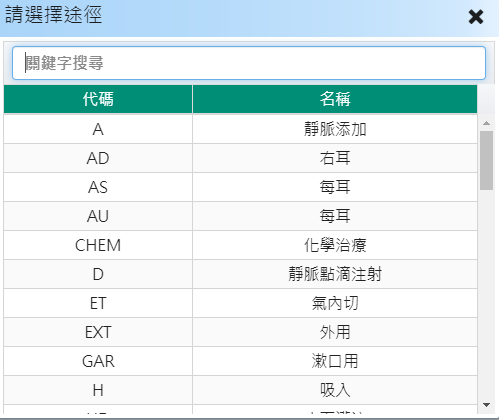 請選擇途徑
關鍵字搜尋
代碼 名稱
A 靜脈添加
AD 右耳
AS 每耳
AU 每耳
CHEM 化學治療
D 靜脈點滴注射
ET 氣內切
EXT 外用
GAR 漱口用
H 吸入